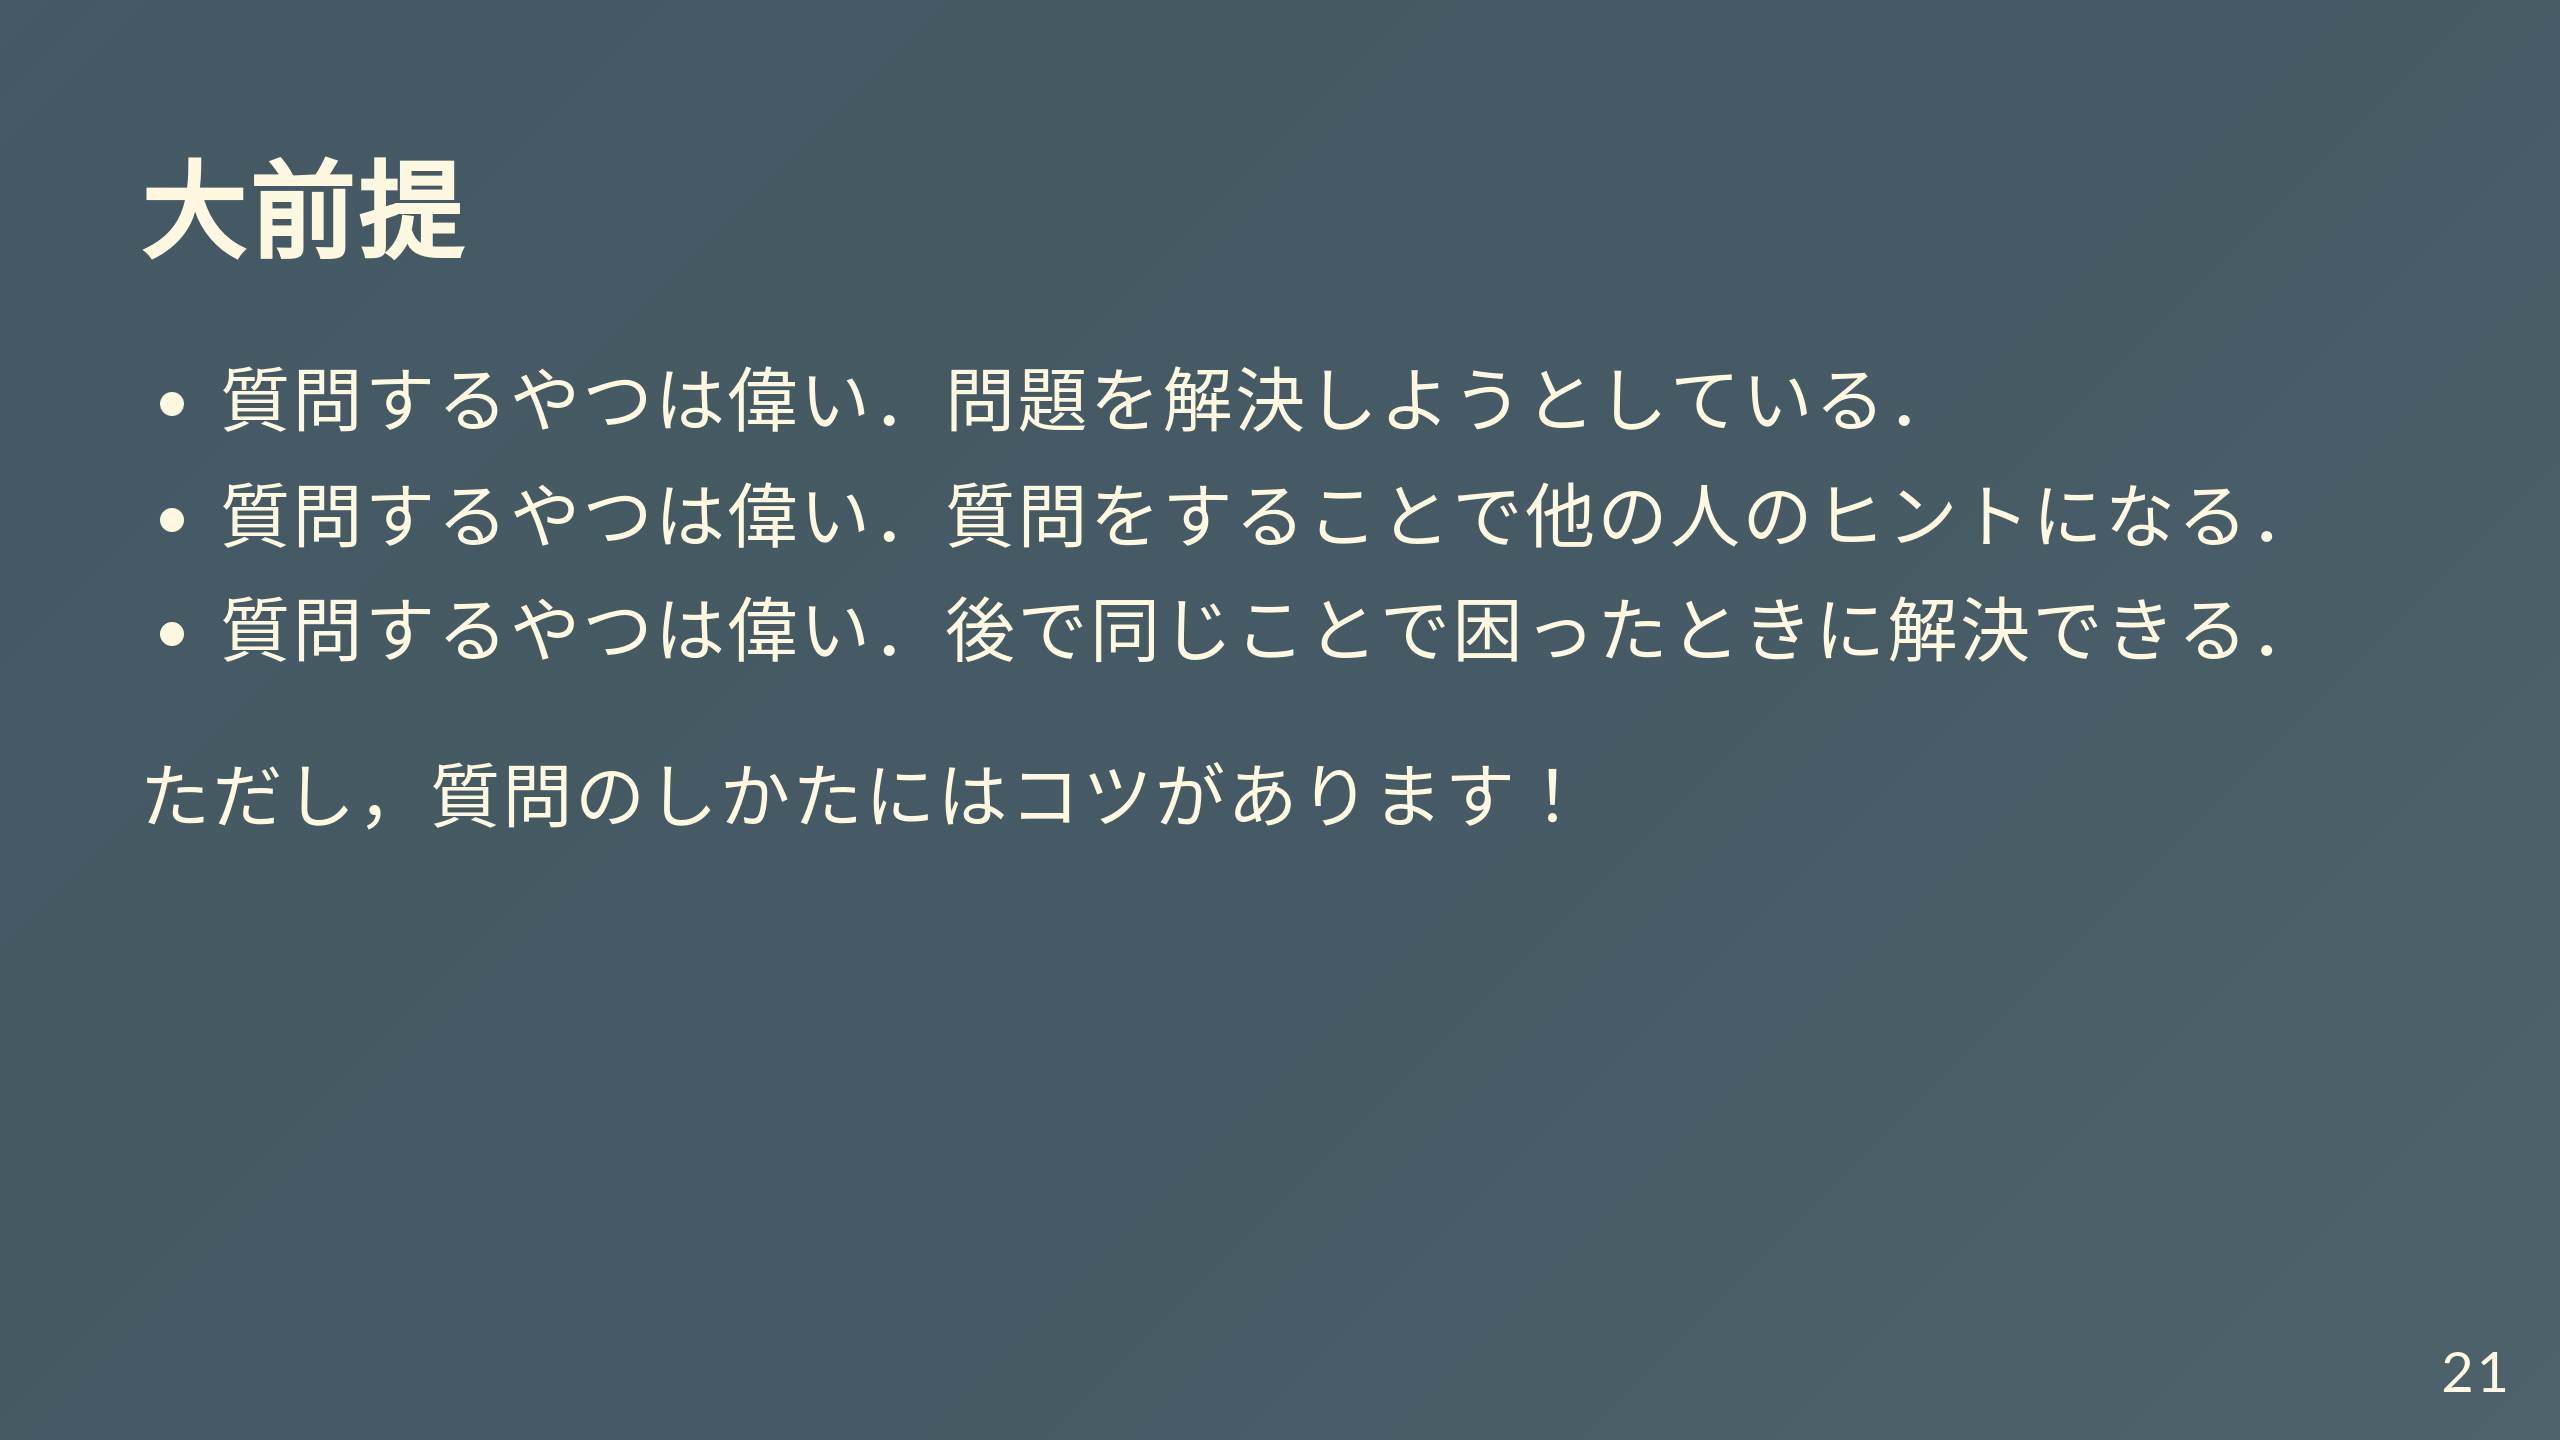 大前提
• 質問するやつは偉い．問題を解決しようとしている．
• 質問するやつは偉い．質問をすることで他の人のヒントになる．
• 質問するやつは偉い．後で同じことで困ったときに解決できる．
ただし，質問のしかたにはコツがあります！
21